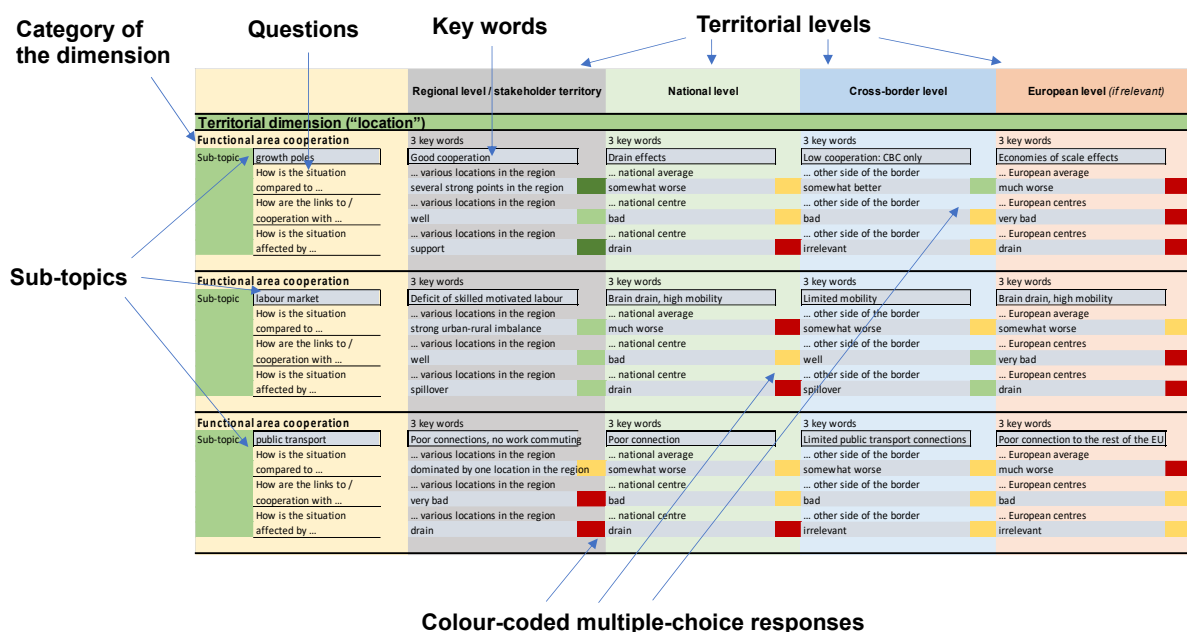 Category of
the dimension
Questions
Key words
Territorial levels
Regional level / stakeholder territory
National level
Cross-border level
European level (if relevant)
Territorial dimension ("location")
Functional area cooperation
3 key words
3 key words
3 key words
3 key words
Sub-topic
growth poles
Good cooperation
Drain effects
Low cooperation: CBC only
Economies of scale effects
How is the situation
... various locations in the region
... national average
... other side of the border
... European average
compared to ...
several strong points in the region
somewhat worse
somewhat better
much worse
How are the links to /
... various locations in the region
... national centre
... other side of the border
... European centres
cooperation with ...
well
bad
bad
very bad
How is the situation
... various locations in the region
... national centre
... other side of the border
... European centres
affected by ...
support
drain
irrelevant
drain
Sub-topics
Functional area cooperation
3 key words
3 key words
3 key words
3 key words
Sub-topic
labour market
Deficit of skilled motivated labour
Brain drain, high mobility
Limited mobility
Brain drain, high mobility
How is the situation
... various locations in the region
... national average
... other side of the border
... European average
compared to ...
strong urban-rural imbalance
much worse
somewhat worse
somewhat worse
How are the links to /
... various locations in the region
... national centre
... other side of the border
... European centres
cooperation with ...
well
bad
well
very bad
How is the situation
... various locations in the region
... national centre
... other side of the border
... European centres
affected by ...
spillover
drain
spillover
drain
Functional area cooperation
3 key words
3 key words
3 key words
3 key words
Sub-topic
public transport
Poor connections, no work commuting
Poor connection
Limited public transport connections
Poor connection to the rest of the EU
How is the situation
... various locations in the region
... national average
... other side of the border
... European average
compared to ...
dominated by one location in the region
somewhat worse
somewhat worse
much worse
How are the links to /
... various locations in the region
... national centre
... other side of the border
... European centres
cooperation with ...
very bad
bad
bad
bad
How is the situation
... various locations in the region
... national centre
... other side of the border
... European centres
affected by ...
drain
drain
irrelevant
irrelevant
Colour-coded multiple-choice responses